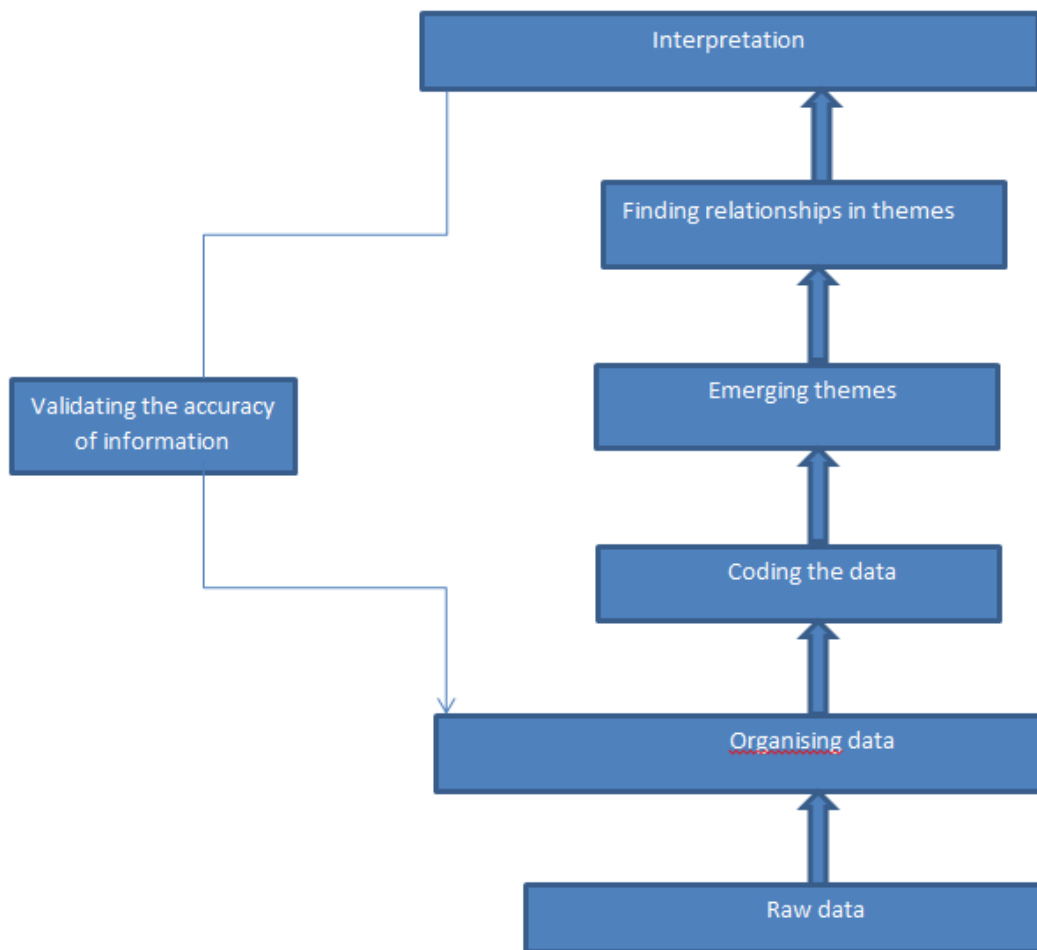 Interpretation
Finding relationships in themes
Emerging themes
Validating the accuracy
of information
Coding the data
Organising data
Raw data